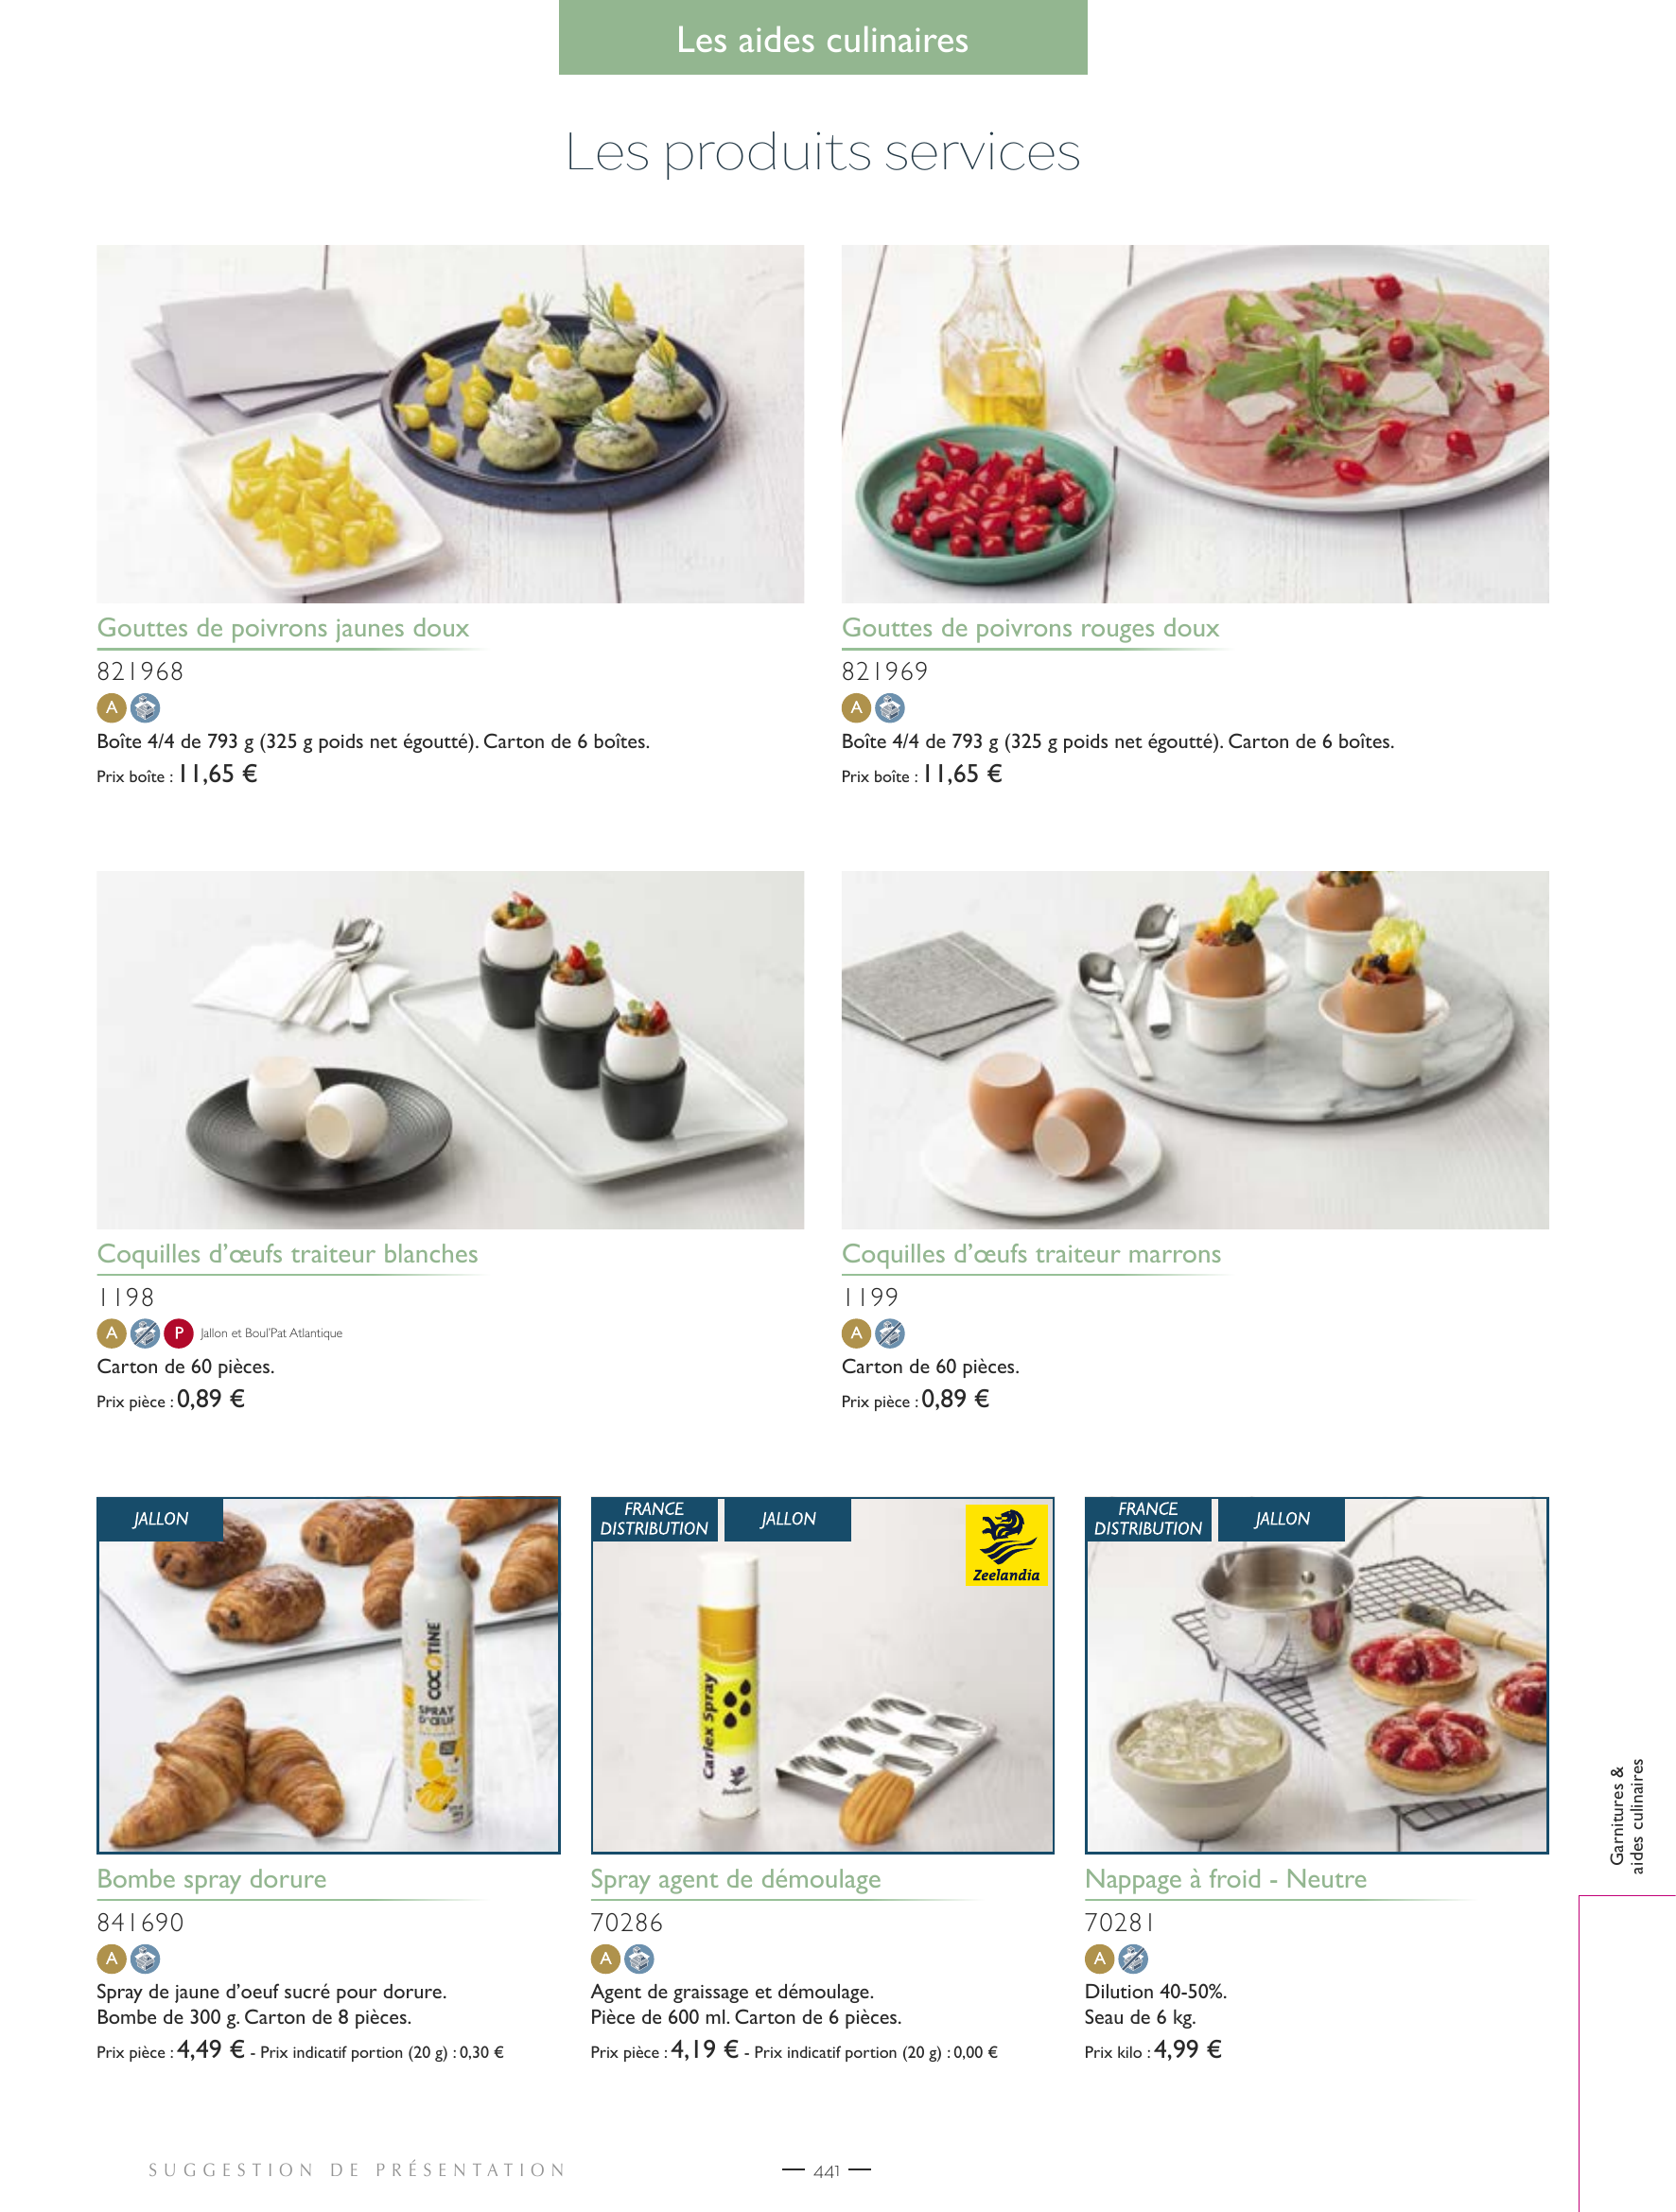 Les aides culinaires
Les produits services
Gouttes de poivrons jaunes doux
821968
A
Boîte 4/4 de 793 g (325 g poids net égoutté). Carton de 6 boîtes.
Prix boîte : 11,65 €
Gouttes de poivrons rouges doux
821969
A
Boîte 4/4 de 793 g (325 g poids net égoutté). Carton de 6 boîtes.
Prix boîte : 11,65 €
Coquilles d’œufs traiteur blanches
1198
A P Jallon et Boul'Pat Atlantique
Carton de 60 pièces.
Prix pièce : 0,89 €
Coquilles d’œufs traiteur marrons
1199
A
Carton de 60 pièces.
Prix pièce : 0,89 €
JALLON
COCOTINE
SPRAY
D'ŒUF
Bombe spray dorure
841690
A
Spray de jaune d’oeuf sucré pour dorure.
Bombe de 300 g. Carton de 8 pièces.
Prix pièce : 4,49 € - Prix indicatif portion (20 g) : 0,30 €
FRANCE
DISTRIBUTION
JALLON
Zeelandia
Carlex Spray
Zeelandia
Spray agent de démoulage
70286
A
Agent de graissage et démoulage.
Pièce de 600 ml. Carton de 6 pièces.
Prix pièce : 4,19 € - Prix indicatif portion (20 g) : 0,00 €
FRANCE
DISTRIBUTION
JALLON
Nappage à froid - Neutre
70281
A
Dilution 40-50%.
Seau de 6 kg.
Prix kilo : 4,99 €
Garnitures &
aides culinaires
SUGGESTION DE PRÉSENTATION
441